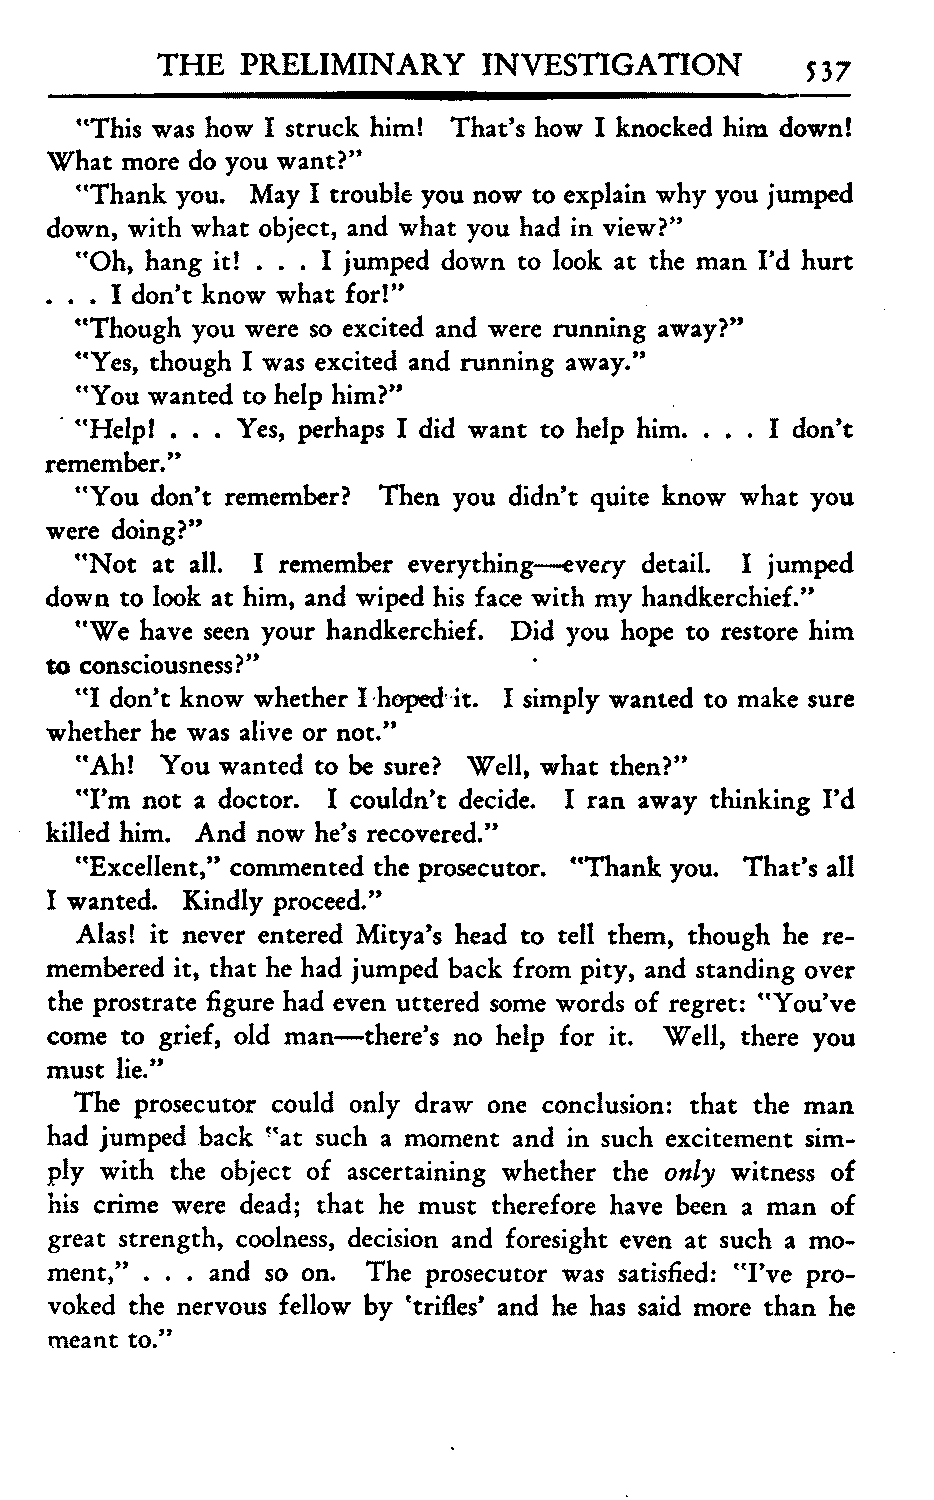 THE PRELIMINARY INVESTIGATION 537
"This was how I struck him! That's how I knocked him down!
What more do you want?"
"Thank you. May I trouble you now to explain why you jumped
down, with what object, and what you had in view?"
"Oh, hang it! . . . I jumped down to look at the man I'd hurt
. . . I don't know what for!"
"Though you were so excited and were running away?"
"Yes, though I was excited and running away."
"You wanted to help him?"
"Help! . . . Yes, perhaps I did want to help him. . . . I don't
remember."
"You don't remember? Then you didn't quite know what you
were doing?"
"Not at all. I remember everything—every detail. I jumped
down to look at him, and wiped his face with my handkerchief."
"We have seen your handkerchief. Did you hope to restore him
to consciousness?"
"I don't know whether I hoped it. I simply wanted to make sure
whether he was alive or not."
"Ah! You wanted to be sure? Well, what then?"
"I'm not a doctor. I couldn't decide. I ran away thinking I'd
killed him. And now he's recovered."
"Excellent," commented the prosecutor. "Thank you. That's all
I wanted. Kindly proceed."
Alas! it never entered Mitya's head to tell them, though he re-
membered it, that he had jumped back from pity, and standing over
the prostrate figure had even uttered some words of regret: "You've
come to grief, old man—there's no help for it. Well, there you
must lie."
The prosecutor could only draw one conclusion: that the man
had jumped back "at such a moment and in such excitement sim-
ply with the object of ascertaining whether the only witness of
his crime were dead; that he must therefore have been a man of
great strength, coolness, decision and foresight even at such a mo-
ment," . . . and so on. The prosecutor was satisfied: "I've pro-
voked the nervous fellow by 'trifles' and he has said more than he
meant to."